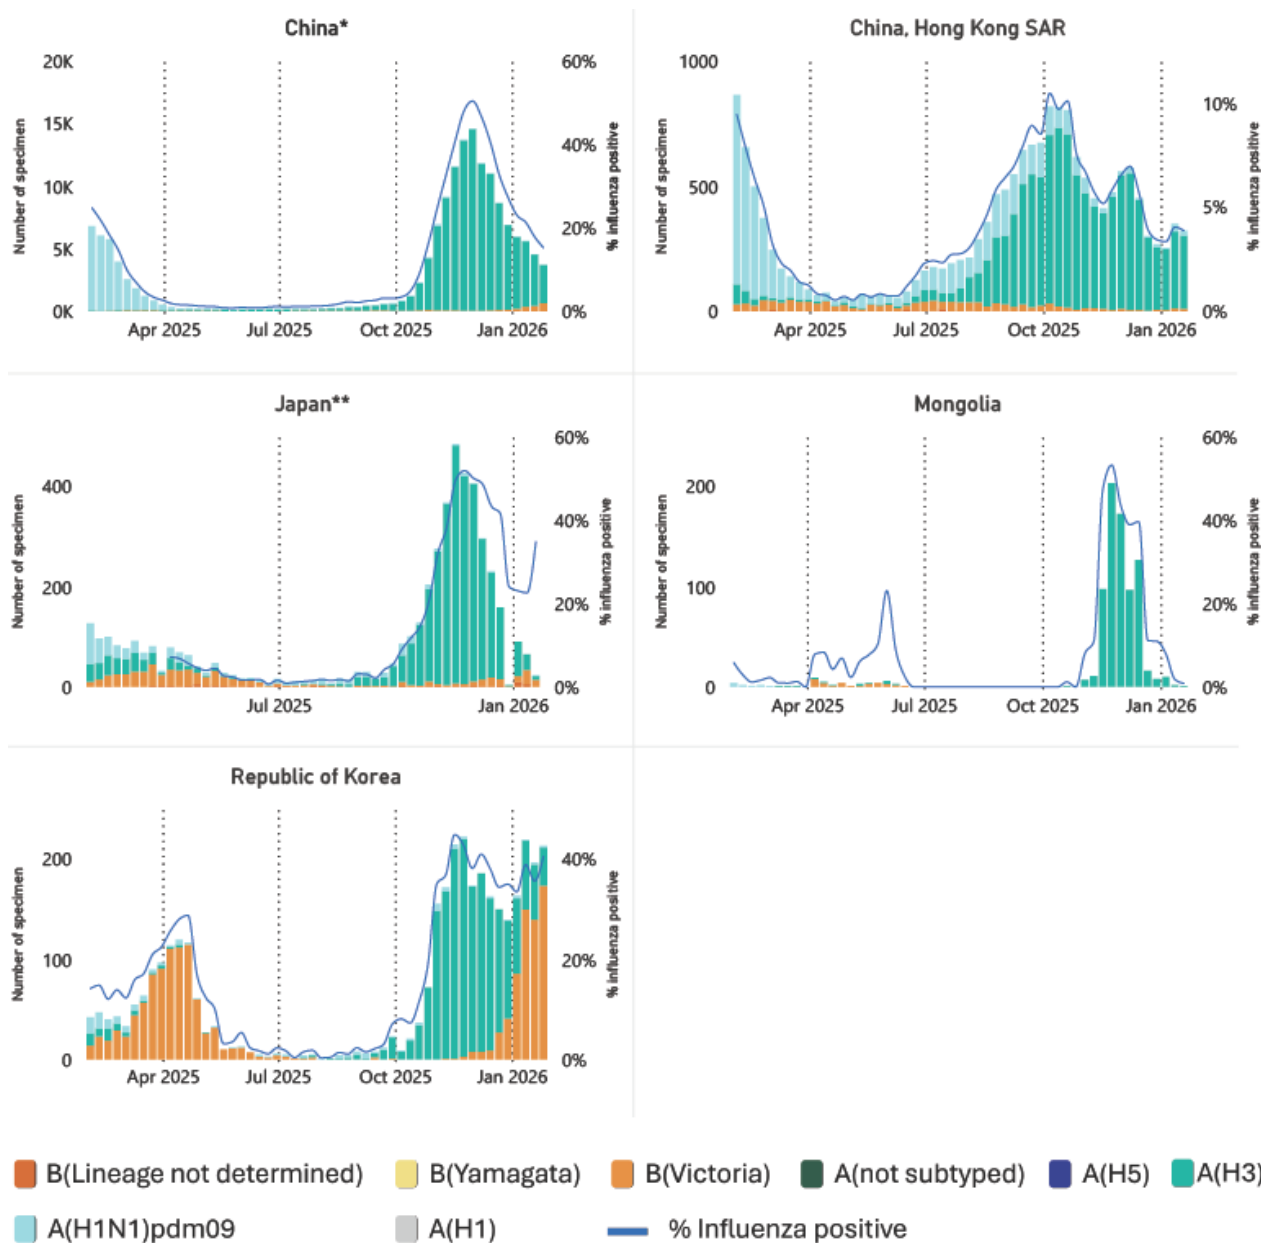 China*
China, Hong Kong SAR
20K
15K
10K
5K
0K
Number of specimen
60%
40%
20%
0%
% influenza positive
Apr 2025
Jul 2025
Oct 2025
Jan 2026
1000
500
0
Number of specimen
10%
5%
0%
% influenza positive
Apr 2025
Jul 2025
Oct 2025
Jan 2026
Japan**
Mongolia
400
200
0
Number of specimen
60%
40%
20%
0%
% influenza positive
Jul 2025
Jan 2026
200
100
0
Number of specimen
60%
40%
20%
0%
% influenza positive
Apr 2025
Jul 2025
Oct 2025
Jan 2026
Republic of Korea
200
100
0
Number of specimen
40%
20%
0%
% influenza positive
Apr 2025
Jul 2025
Oct 2025
Jan 2026
B(Lineage not determined)
B(Yamagata)
B(Victoria)
A(not subtyped)
A(H5)
A(H3)
A(H1N1)pdm09
A(H1)
% Influenza positive